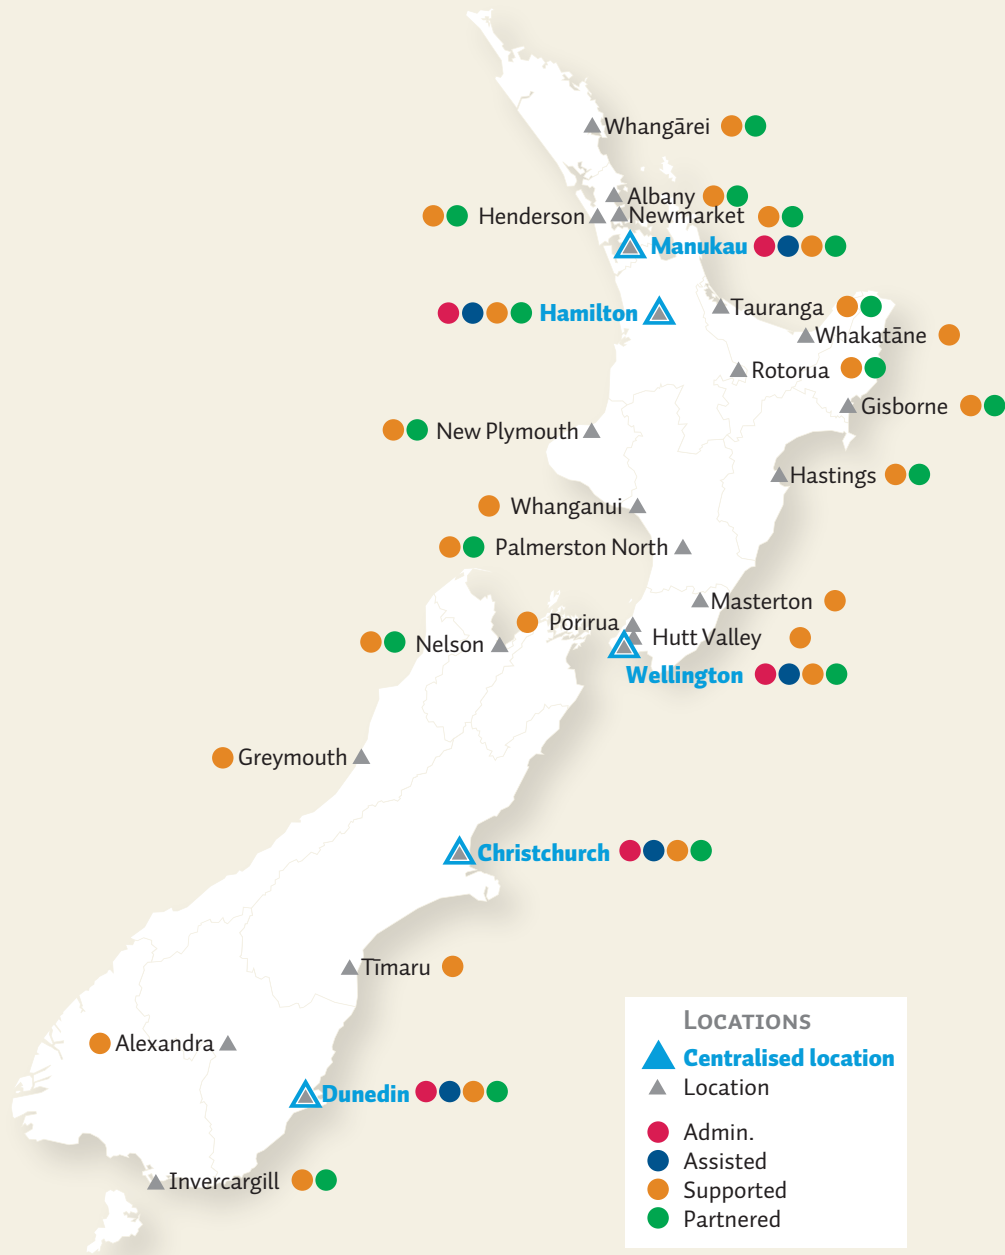 Whangārei
Albany
Henderson
Newmarket
Manukau
Hamilton
Tauranga
Whakatāne
Rotorua
Gisborne
New Plymouth
Hastings
Whanganui
Palmerston North
Masterton
Porirua
Hutt Valley
Nelson
Wellington
Greymouth
Christchurch
Tīmaru
Alexandra
Dunedin
Invercargill
Locations
Centralised location
Location
Admin.
Assisted
Supported
Partnered